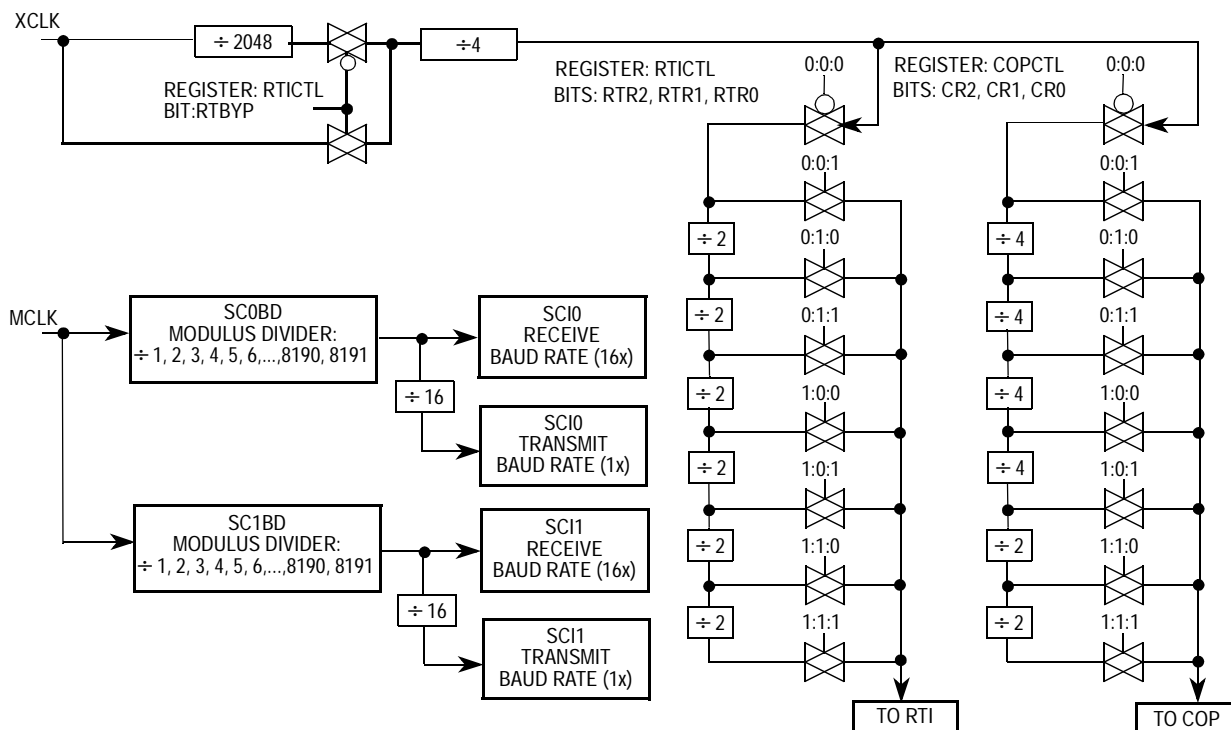 XCLK
÷ 2048
÷4
REGISTER: RTICTL
BIT:RTBYP
REGISTER: RTICTL
BITS: RTR2, RTR1, RTR0
0:0:0
REGISTER: COPCTL
BITS: CR2, CR1, CR0
0:0:0
MCLK
SC0BD
MODULUS DIVIDER:
÷ 1, 2, 3, 4, 5, 6,...,8190, 8191
SCI0
RECEIVE
BAUD RATE (16x)
÷ 16
SCI0
TRANSMIT
BAUD RATE (1x)
SC1BD
MODULUS DIVIDER:
÷ 1, 2, 3, 4, 5, 6,...,8190, 8191
SCI1
RECEIVE
BAUD RATE (16x)
÷ 16
SCI1
TRANSMIT
BAUD RATE (1x)
0:0:1
÷ 2
0:1:0
÷ 2
0:1:1
÷ 2
1:0:0
÷ 2
1:0:1
÷ 2
1:1:0
÷ 2
1:1:1
TO RTI
0:0:1
÷ 4
0:1:0
÷ 4
0:1:1
÷ 4
1:0:0
÷ 4
1:0:1
÷ 2
1:1:0
÷ 2
1:1:1
TO COP